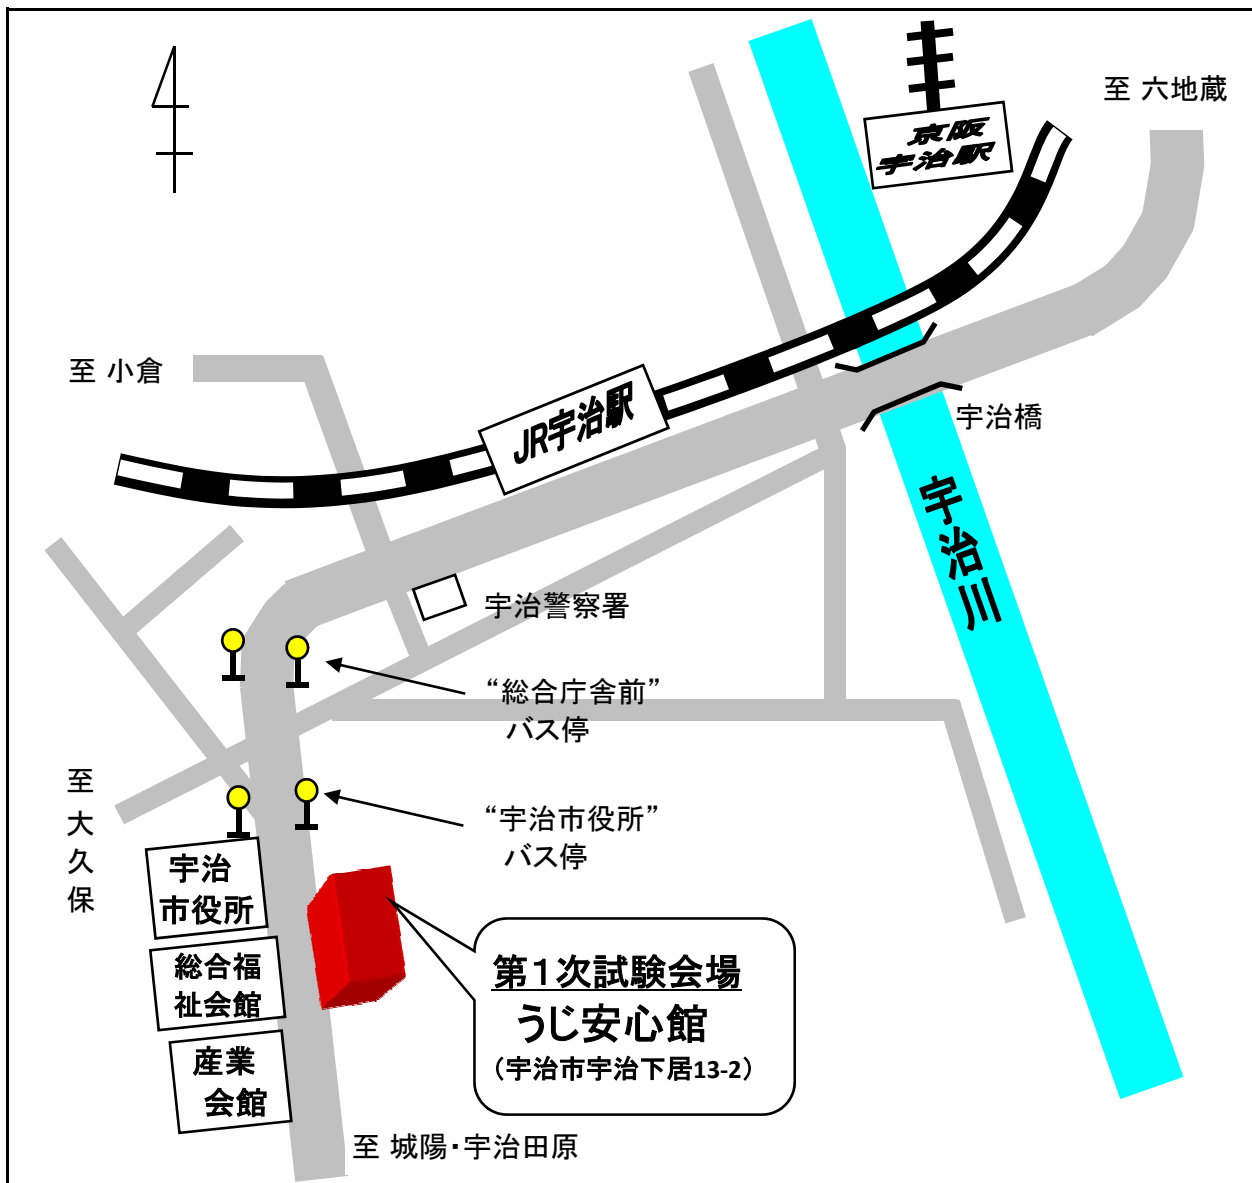 至 六地蔵
京阪
宇治駅
至 小倉
JR宇治駅
宇治橋
宇治川
宇治警察署
“総合庁舎前”
バス停
至 大久保
“宇治市役所”
バス停
宇治
市役所
総合福
祉会館
産業
会館
第1次試験会場
うじ安心館
（宇治市宇治下居13-2）
至 城陽・宇治田原